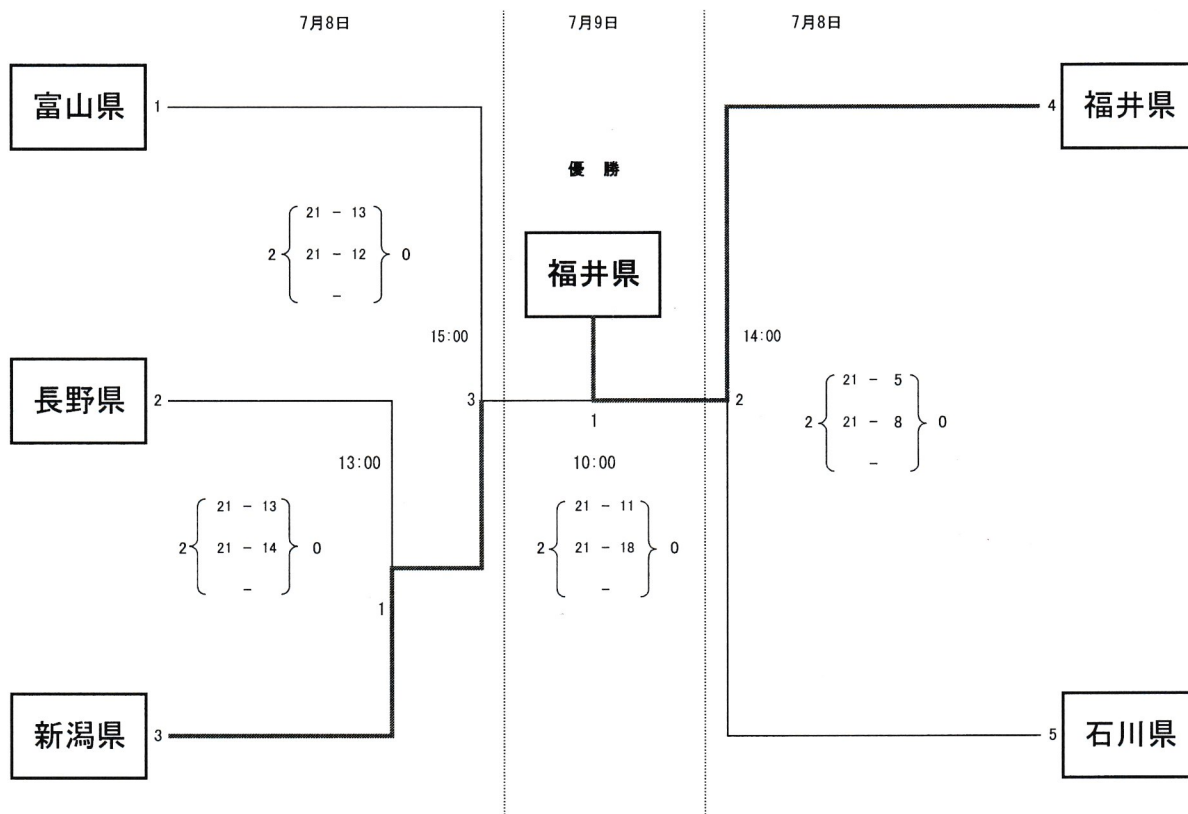 7月8日
7月9日
7月8日
富山県 1
4 福井県
優 勝
2 { 21 - 13 } 0
21 - 12
-
福井県
15:00
14:00
長野県 2
3
1
2
2 { 21 - 5 } 0
21 - 8
-
13:00
10:00
2 { 21 - 13 } 0
21 - 14
-
2 { 21 - 11 } 0
21 - 18
-
1
新潟県 3
5 石川県